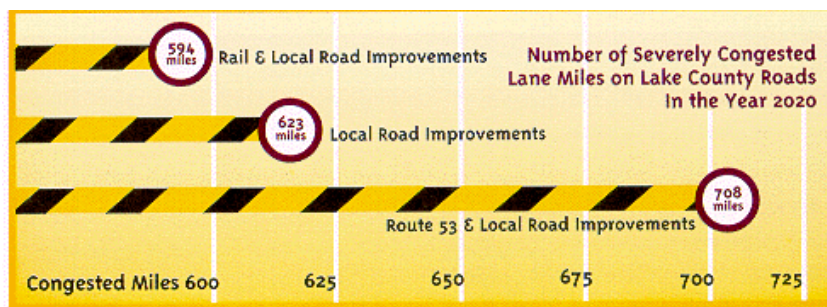 Number of Severely Congested
Lane Miles on Lake County Roads
In the Year 2020
594
miles
Rail & Local Road Improvements
623
miles
Local Road Improvements
708
miles
Route 53 & Local Road Improvements
Congested Miles 600 625 650 675 700 725